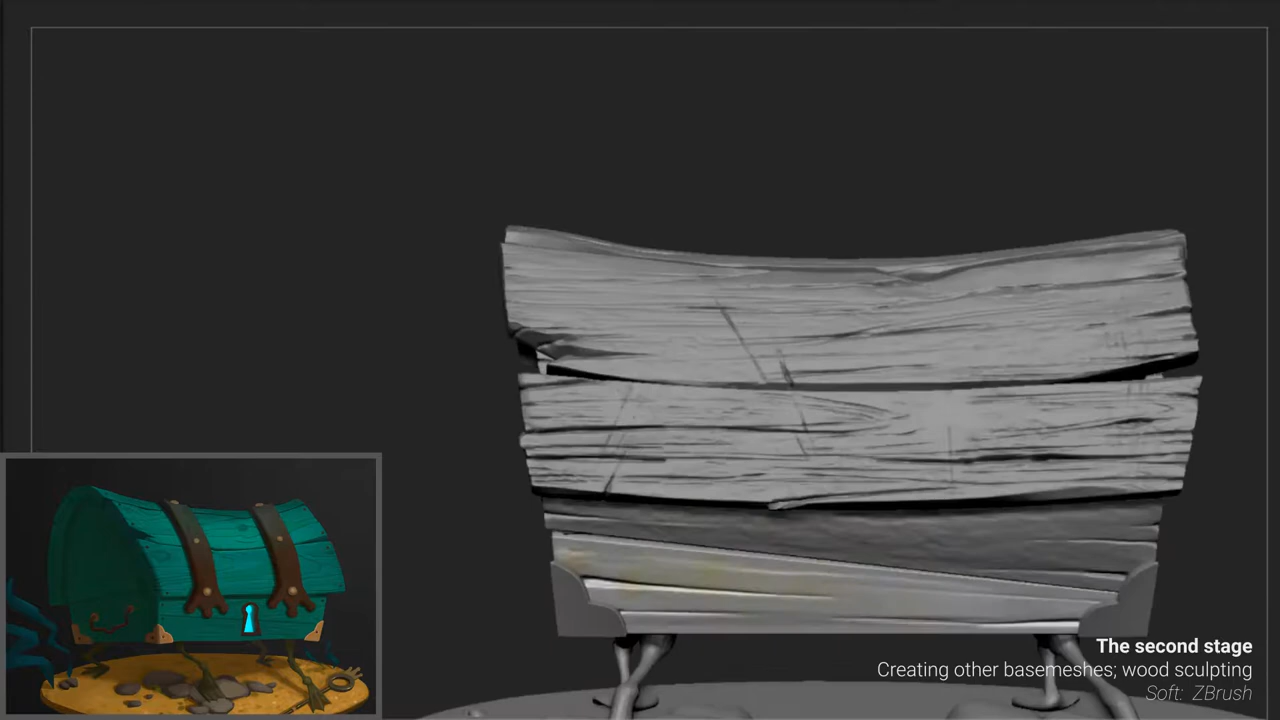 The second stage
Creating other basemeshes; wood sculpting
Soft: ZBrush